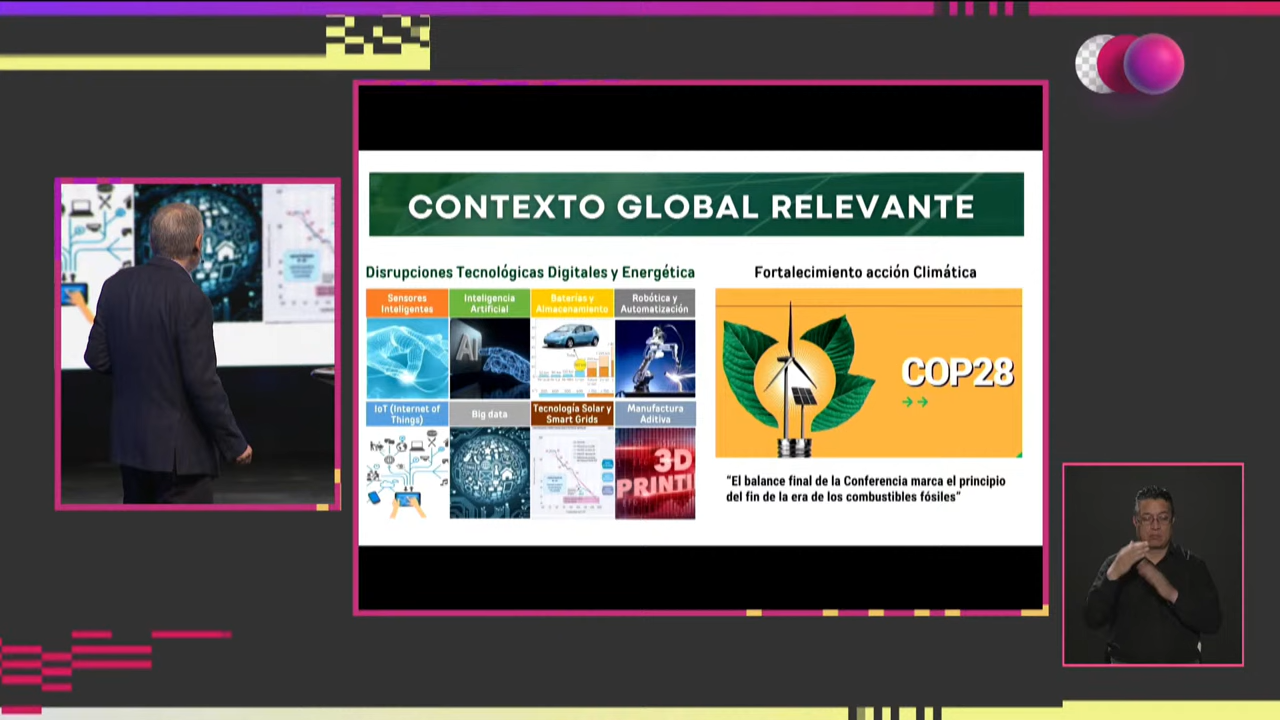 CONTEXTO GLOBAL RELEVANTE
Disrupciones Tecnológicas Digitales y Energética
Sensores
Inteligentes
Inteligencia
Artificial
Baterías y
Almacenamiento
Robótica y
Automatización
AI
IoT (Internet of
Things)
Big data
Tecnología Solar y
Smart Grids
Manufactura
Aditiva
3D
PRINTI
Fortalecimiento acción Climática
COP28
“El balance final de la Conferencia marca el principio
del fin de la era de los combustibles fósiles”